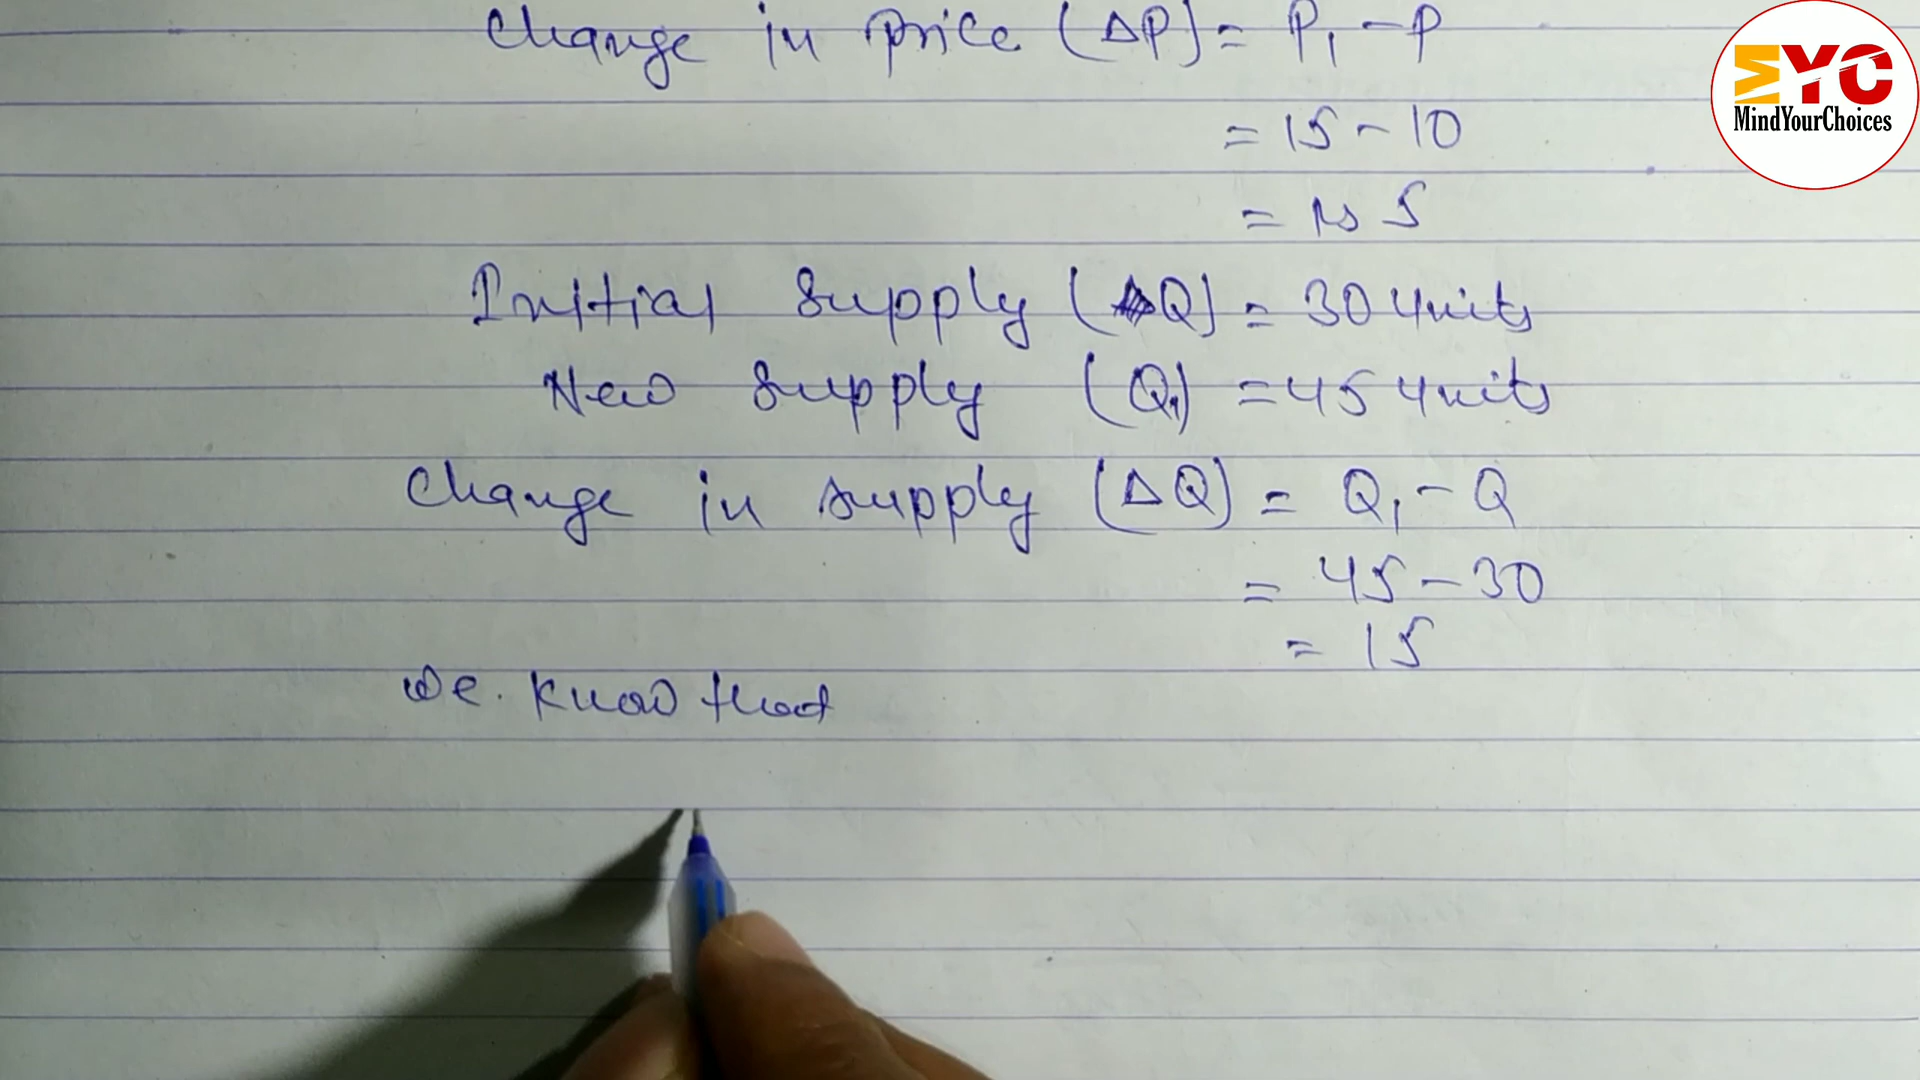 Change in price (ΔP) = P₁ - P
= 15 - 10
= Rs 5
Initial Supply (Q) = 30 Units
New Supply (Q₁) = 45 Units
Change in supply (ΔQ) = Q₁ - Q
= 45 - 30
= 15
We. Know that
MYC
MindYourChoices